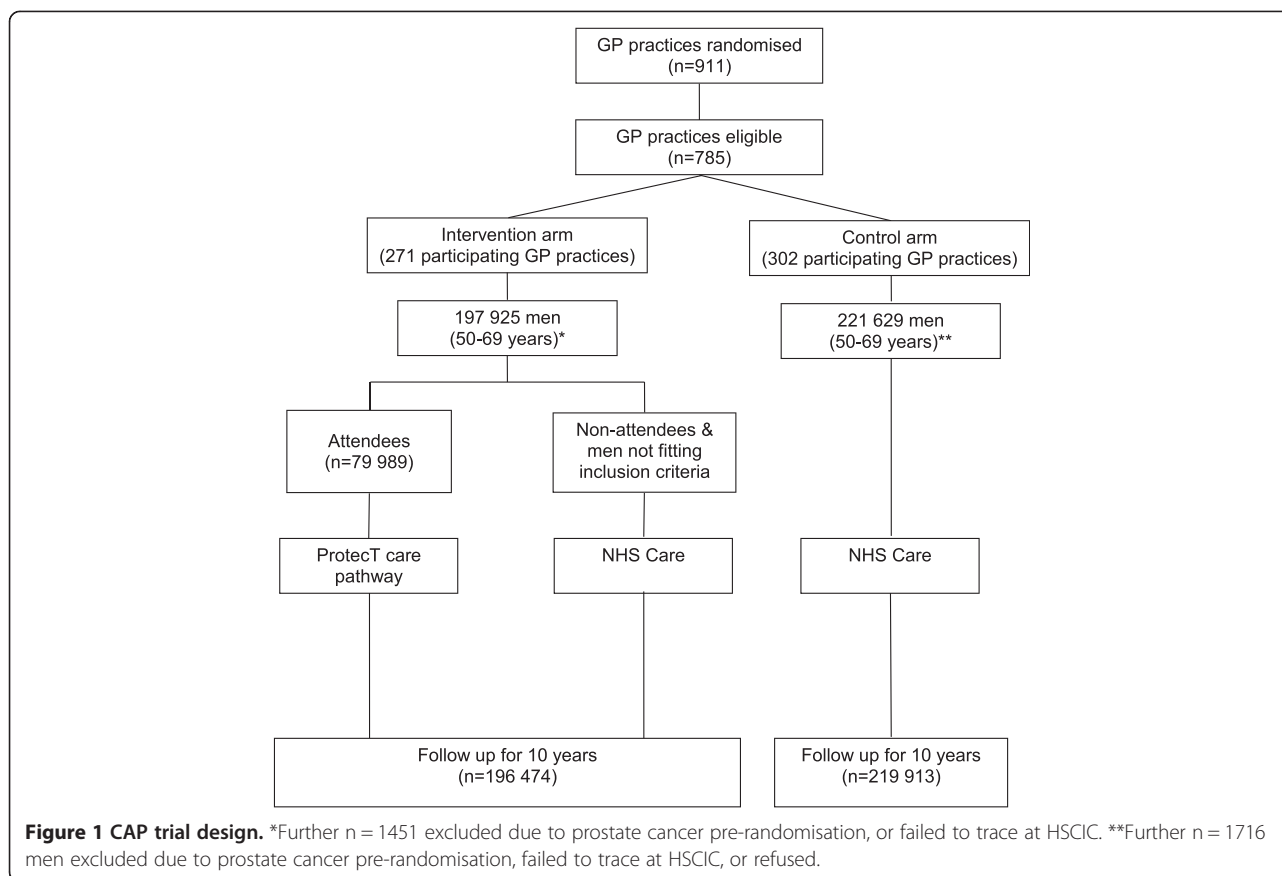 GP practices randomised
(n=911)
GP practices eligible
(n=785)
Intervention arm
(271 participating GP practices)
Control arm
(302 participating GP practices)
197 925 men
(50-69 years)*
221 629 men
(50-69 years)**
Attendees
(n=79 989)
Non-attendees &
men not fitting
inclusion criteria
ProtecT care
pathway
NHS Care
NHS Care
Follow up for 10 years
(n=196 474)
Follow up for 10 years
(n=219 913)
Figure 1 CAP trial design. *Further n = 1451 excluded due to prostate cancer pre-randomisation, or failed to trace at HSCIC. **Further n = 1716
men excluded due to prostate cancer pre-randomisation, failed to trace at HSCIC, or refused.